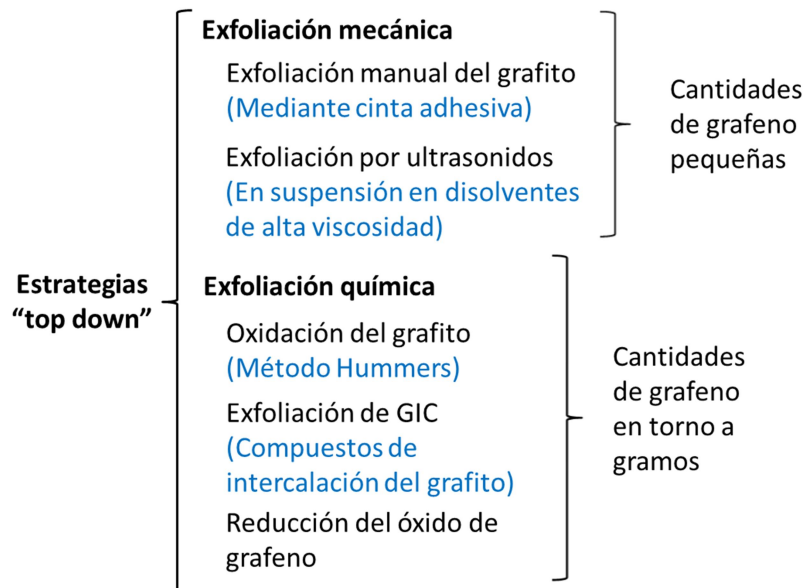 Estrategias
“top down”
Exfoliación mecánica
Exfoliación manual del grafito
(Mediante cinta adhesiva)
Exfoliación por ultrasonidos
(En suspensión en disolventes
de alta viscosidad)
Cantidades
de grafeno
pequeñas
Exfoliación química
Oxidación del grafito
(Método Hummers)
Exfoliación de GIC
(Compuestos de
intercalación del grafito)
Reducción del óxido de
grafeno
Cantidades
de grafeno
en torno a
gramos